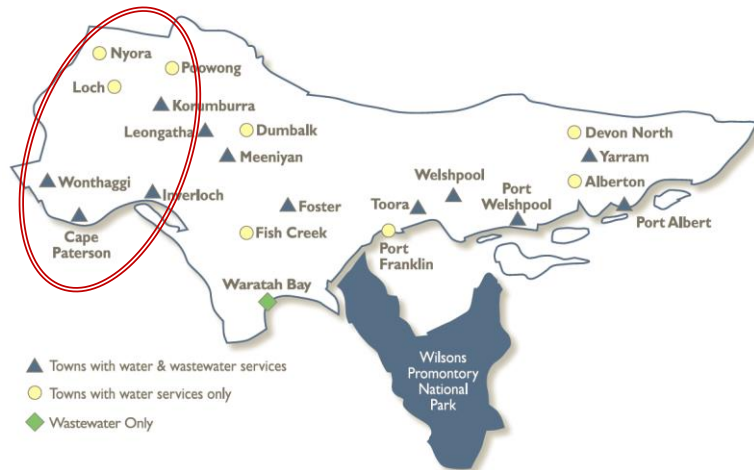 Nyora
Poowong
Loch
Korumburra
Leongatha
Dumbalk
Devon North
Meeniyan
Yarram
Wonthaggi
Inverloch
Welshpool
Alberton
Foster
Toora
Port
Welshpool
Port Albert
Cape
Paterson
Fish Creek
Port
Franklin
Waratah Bay
Wilsons
Promontory
National
Park
Towns with water & wastewater services
Towns with water services only
Wastewater Only